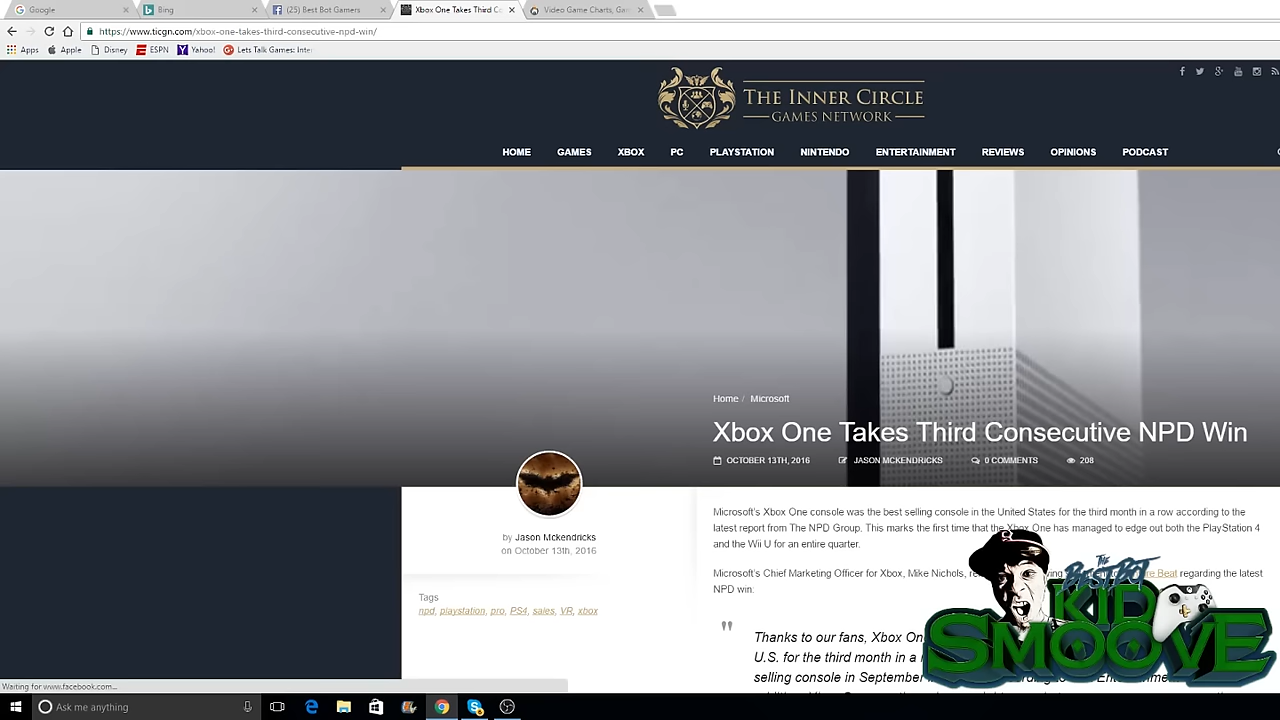 Google
Bing
(25) Best Bot Gamers
Xbox One Takes Third Co
Video Game Charts, Ga
https://www.ticgn.com/xbox-one-takes-third-consecutive-npd-win/
Apps Apple Disney ESPN Yahoo! Lets Talk Games: Inter
THE INNER CIRCLE
GAMES NETWORK
HOME GAMES XBOX PC PLAYSTATION NINTENDO ENTERTAINMENT REVIEWS OPINIONS PODCAST
Home / Microsoft
Xbox One Takes Third Consecutive NPD Win
OCTOBER 13TH, 2016 JASON MCKENDRICKS 0 COMMENTS 208
by Jason Mckendricks
on October 13th, 2016
Tags
npd, playstation, pro, PS4, sales, VR, xbox
Microsoft's Xbox One console was the best selling console in the United States for the third month in a row according to the
latest report from The NPD Group. This marks the first time that the Xbox One has managed to edge out both the PlayStation 4
and the Wii U for an entire quarter.
Microsoft's Chief Marketing Officer for Xbox, Mike Nichols, Beat regarding the latest
NPD win:
" Thanks to our fans, Xbox On
U.S. for the third month in a
selling console in September
THE BEST BOT
KID
SMOOVE
Waiting for www.facebook.com...
Ask me anything